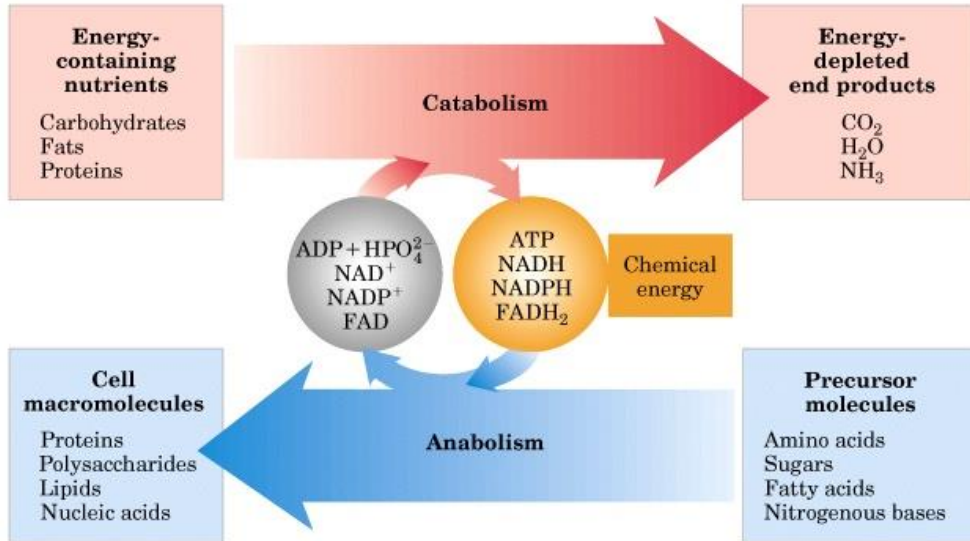 Energy-
containing
nutrients
Carbohydrates
Fats
Proteins
Catabolism
Energy-
depleted
end products
CO₂
H₂O
NH₃
ADP + HPO₄²⁻
NAD⁺
NADP⁺
FAD
ATP
NADH
NADPH
FADH₂
Chemical
energy
Cell
macromolecules
Proteins
Polysaccharides
Lipids
Nucleic acids
Anabolism
Precursor
molecules
Amino acids
Sugars
Fatty acids
Nitrogenous bases